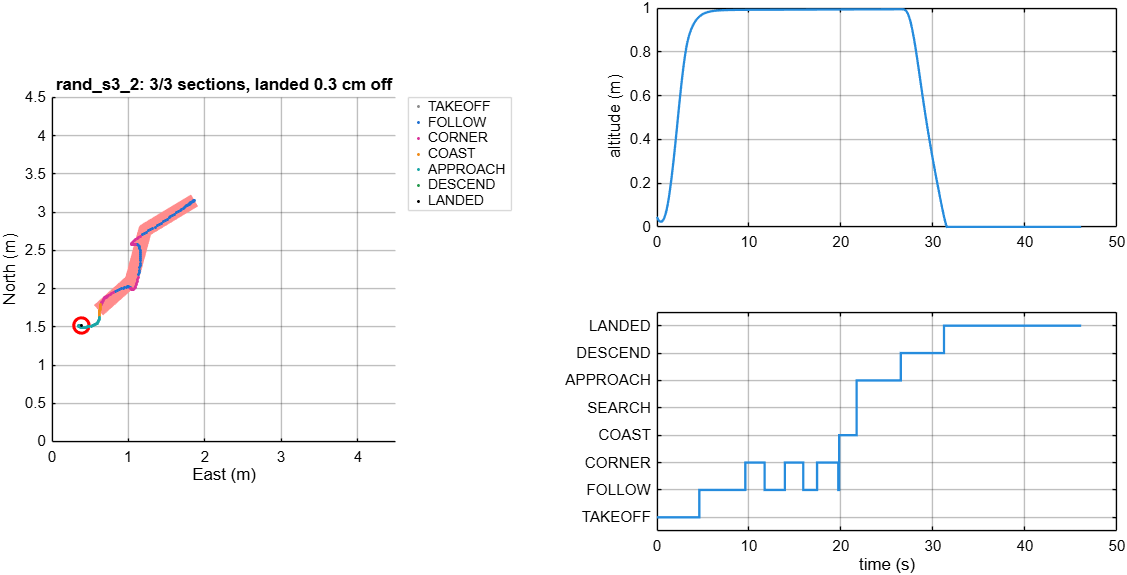 rand_s3_2: 3/3 sections, landed 0.3 cm off
4.5
4
3.5
3
2.5
2
1.5
1
0.5
0
0
1
2
3
4
North (m)
East (m)
TAKEOFF
FOLLOW
CORNER
COAST
APPROACH
DESCEND
LANDED
1
0.8
0.6
0.4
0.2
0
altitude (m)
0
10
20
30
40
50
LANDED
DESCEND
APPROACH
SEARCH
COAST
CORNER
FOLLOW
TAKEOFF
0
10
20
30
40
50
time (s)